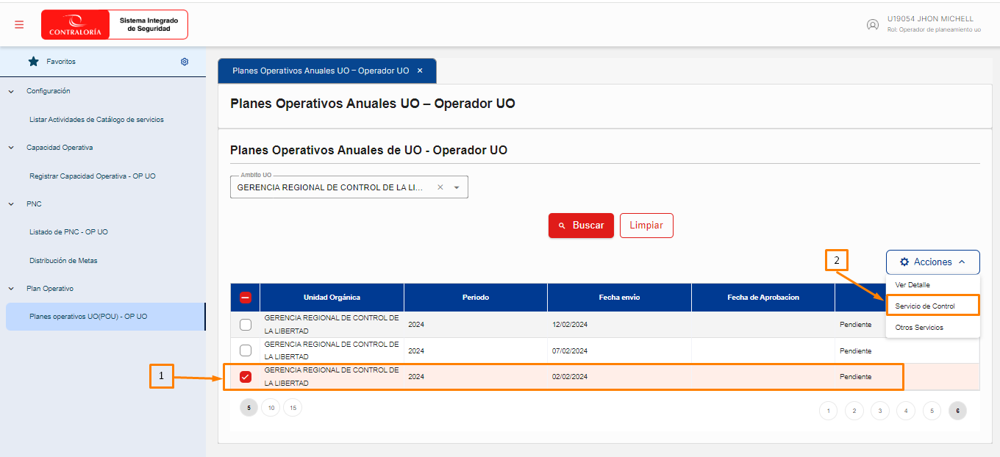 CONTRALORÍA
Sistema Integrado
de Seguridad
U19054 JHON MICHELL
Rol: Operador de planeamiento uo
Favoritos
Configuración
Listar Actividades de Catálogo de servicios
Capacidad Operativa
Registrar Capacidad Operativa - OP UO
PNC
Listado de PNC - OP UO
Distribución de Metas
Plan Operativo
Planes operativos UO(POU) - OP UO
Planes Operativos Anuales UO – Operador UO ×
Planes Operativos Anuales UO – Operador UO
Planes Operativos Anuales de UO - Operador UO
Ambito UO
GERENCIA REGIONAL DE CONTROL DE LA LI...
Buscar
Limpiar
2
Acciones
Ver Detalle
Servicio de Control
Otros Servicios
Unidad Orgánica Periodo Fecha envio Fecha de Aprobacion
GERENCIA REGIONAL DE CONTROL DE
LA LIBERTAD
2024 12/02/2024 Pendiente
GERENCIA REGIONAL DE CONTROL DE
LA LIBERTAD
2024 07/02/2024 Pendiente
1
GERENCIA REGIONAL DE CONTROL DE
LA LIBERTAD
2024 02/02/2024 Pendiente
5 10 15
1 2 3 4 5 6